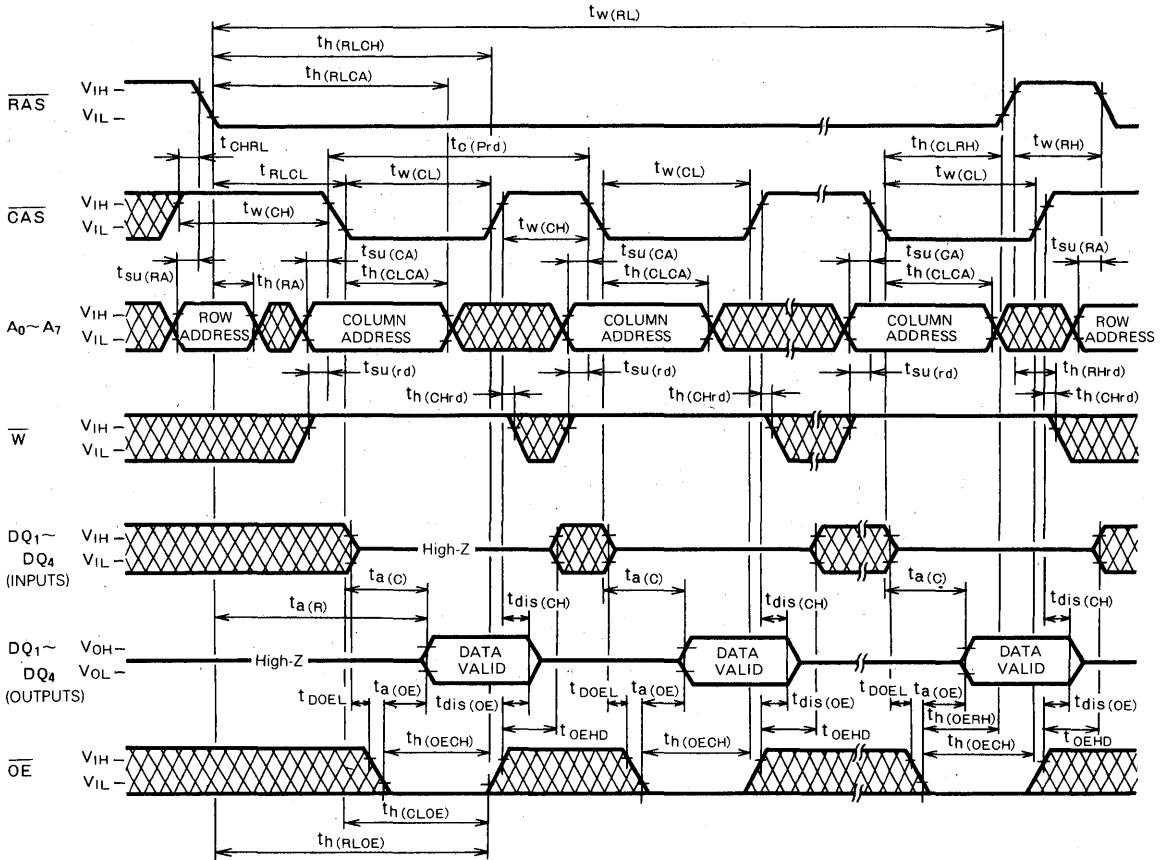 tw(RL)
th(RLCH)
th(RLCA)
RAS VIH VIL
tCHRL tc(Prd) th(CLRH) tw(RH)
tRLCL tw(CL) tw(CL) tw(CL)
CAS VIH VIL
tw(CH) tw(CH)
tsu(RA) tsu(CA) tsu(CA) tsu(CA) tsu(RA)
th(RA) th(CLCA) th(CLCA) th(CLCA)
A0~A7 VIH VIL
ROW ADDRESS COLUMN ADDRESS COLUMN ADDRESS COLUMN ADDRESS ROW ADDRESS
tsu(rd) tsu(rd) tsu(rd) th(RHrd)
th(CHrd) th(CHrd) th(CHrd)
W VIH VIL
DQ1~ DQ4 (INPUTS) VIH VIL
High-Z
ta(C) ta(C) ta(C)
ta(R) tdis(CH) tdis(CH) tdis(CH)
DQ1~ DQ4 (OUTPUTS) VOH VOL
High-Z DATA VALID DATA VALID DATA VALID
tDOEL ta(OE) tdis(OE) tDOEL ta(OE) tdis(OE) tDOEL ta(OE) tdis(OE)
tOEHD tOEHD th(OERH) tOEHD
th(OECH) th(OECH) th(OECH)
OE VIH VIL
th(CLOE)
th(RLOE)